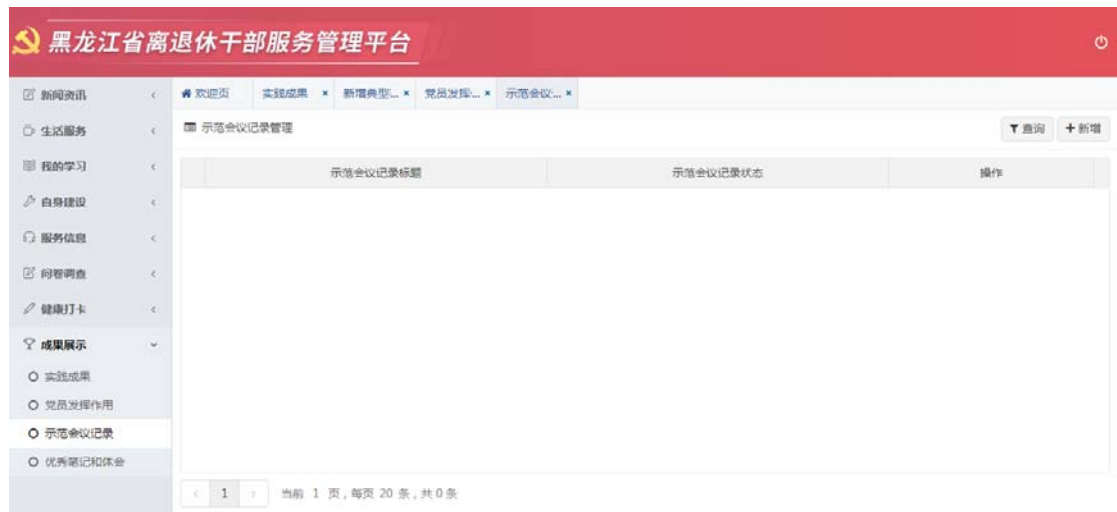 黑龙江省离退休干部服务管理平台
新闻资讯
生活服务
我的学习
自身建设
服务信息
问卷调查
健康打卡
成果展示
实践成果
党员发挥作用
示范会议记录
优秀笔记和体会
欢迎页 实践成果 × 新增典型... × 党员发挥... × 示范会议... ×
示范会议记录管理 查询 新增
示范会议记录标题 示范会议记录状态 操作
1 当前 1 页,每页 20 条,共 0 条